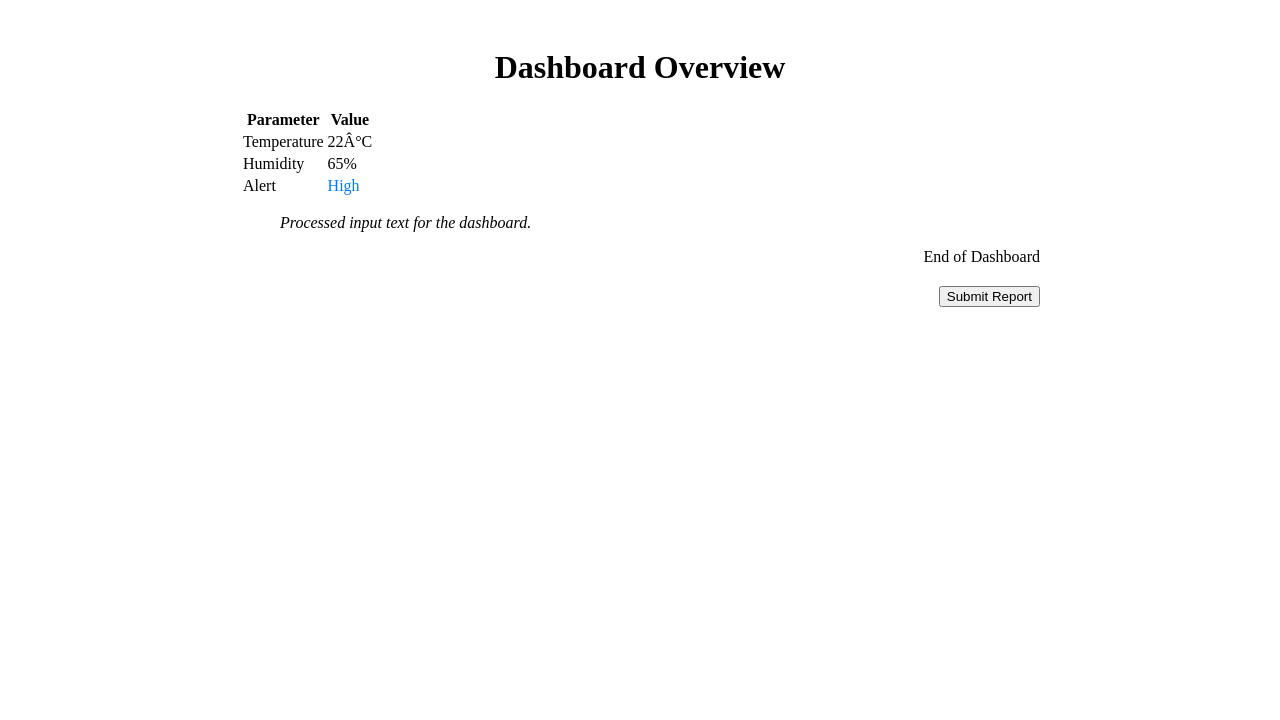 Dashboard Overview
Parameter Value
Temperature 22Â°C
Humidity 65%
Alert High
Processed input text for the dashboard.
End of Dashboard
Submit Report